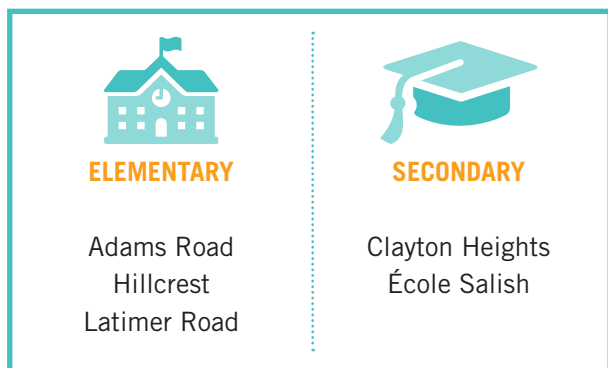 ELEMENTARY
Adams Road
Hillcrest
Latimer Road
SECONDARY
Clayton Heights
École Salish